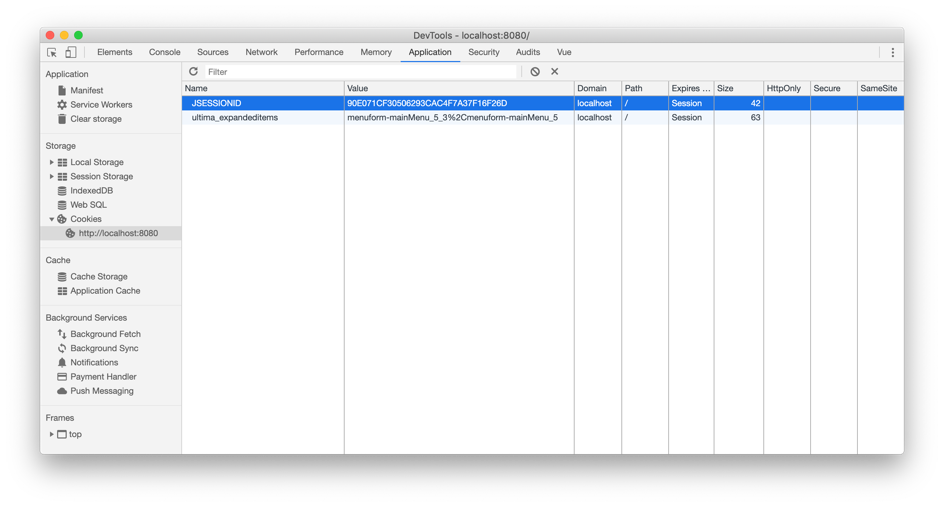 DevTools - localhost:8080/
Elements Console Sources Network Performance Memory Application Security Audits Vue
Application
Manifest
Service Workers
Clear storage
Storage
Local Storage
Session Storage
IndexedDB
Web SQL
Cookies
http://localhost:8080
Cache
Cache Storage
Application Cache
Background Services
Background Fetch
Background Sync
Notifications
Payment Handler
Push Messaging
Frames
top
Filter
Name Value Domain Path Expires ... Size HttpOnly Secure SameSite
JSESSIONID 90E071CF30506293CAC4F7A37F16F26D localhost / Session 42
ultima_expandeditems menuform-mainMenu_5_3%2Cmenuform-mainMenu_5 localhost / Session 63